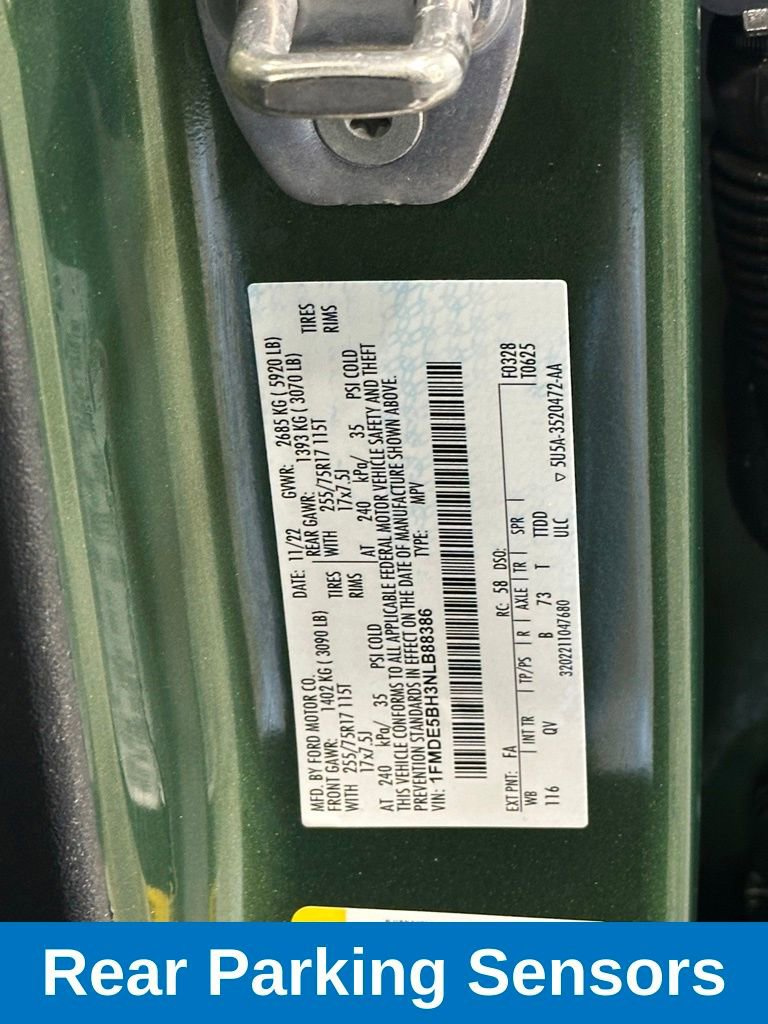 MFD. BY FORD MOTOR CO.
DATE: 11/22 GVWR: 2685 KG ( 5920 LB)
FRONT GAWR: 1402 KG ( 3090 LB) REAR GAWR: 1393 KG ( 3070 LB)
WITH 255/75R17 115T TIRES WITH 255/75R17 115T TIRES
17x7.5J RIMS 17x7.5J RIMS
AT 240 kPa/ 35 PSI COLD AT 240 kPa/ 35 PSI COLD
THIS VEHICLE CONFORMS TO ALL APPLICABLE FEDERAL MOTOR VEHICLE SAFETY AND THEFT
PREVENTION STANDARDS IN EFFECT ON THE DATE OF MANUFACTURE SHOWN ABOVE.
VIN: 1FMDE5BH3NLB88386 TYPE: MPV
F0328
T0625
EXT PNT: FA RC: 58 DSO:
WB INT TR TP/PS R AXLE TR SPR
116 QV B 73 T TTDD
3202211047680 ULC ▽ 5U5A-3520472-AA
Rear Parking Sensors